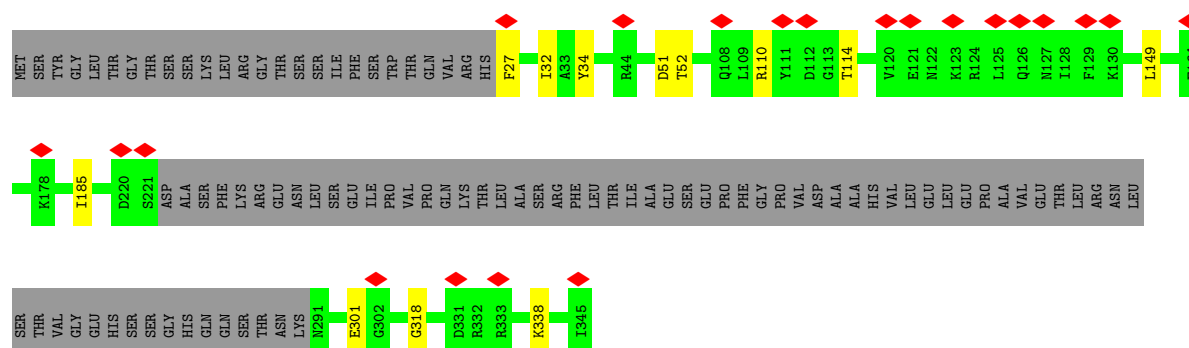 MET SER TYR GLY LEU THR GLY THR SER SER LYS LEU ARG GLY THR SER SER ILE PHE SER TRP THR GLN VAL ARG HIS F27 I32 A33 Y34 R44 D51 T52 Q108 L109 R110 Y111 D112 G113 T114 V120 E121 N122 K123 R124 L125 Q126 N127 I128 F129 K130 L149
K178 I185 D220 S221 ASP ALA SER PHE LYS ARG GLU ASN LEU SER GLU ILE PRO VAL PRO GLN LYS THR LEU ALA SER ARG PHE LEU THR ILE ALA GLU SER GLU PRO PHE GLY PRO VAL ASP ALA ALA HIS VAL LEU GLU LEU GLU PRO ALA VAL GLU THR LEU ARG ASN LEU
SER THR VAL GLY GLU HIS SER SER GLY HIS GLN GLN SER THR ASN LYS N291 E301 G302 G318 D331 R332 R333 K338 I345